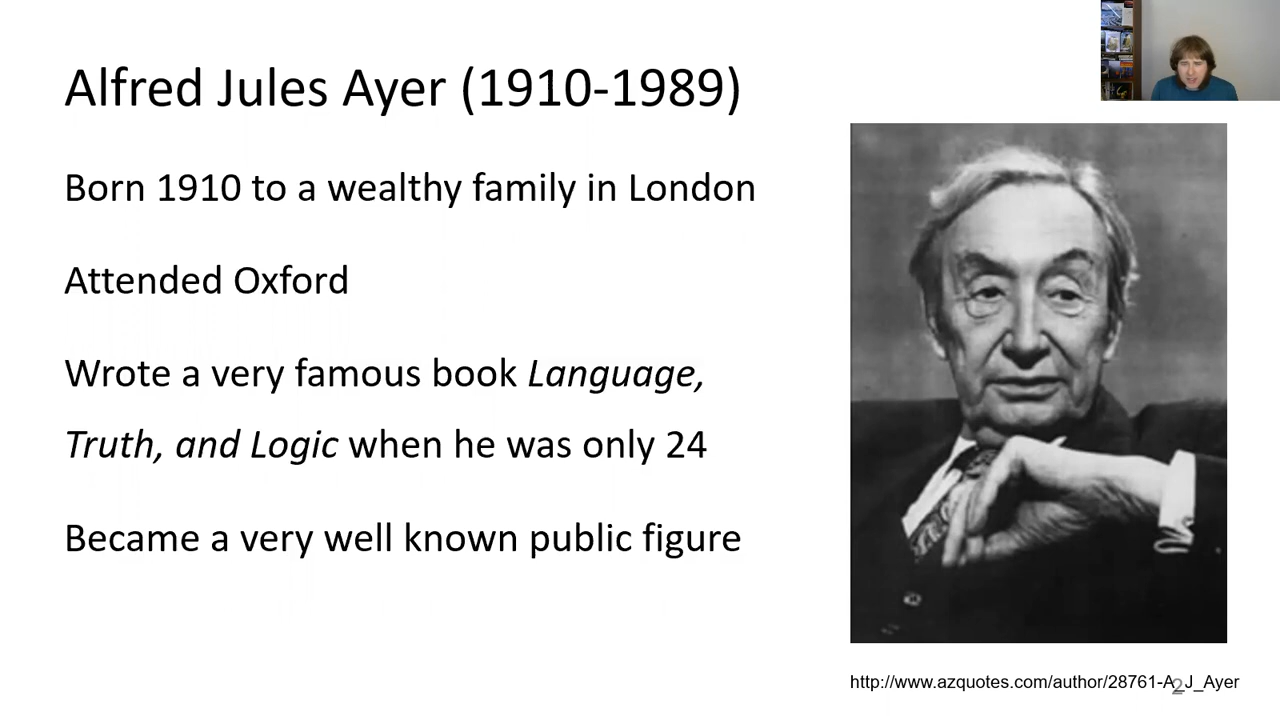 Alfred Jules Ayer (1910-1989)
Born 1910 to a wealthy family in London
Attended Oxford
Wrote a very famous book Language,
Truth, and Logic when he was only 24
Became a very well known public figure
http://www.azquotes.com/author/28761-A_J_Ayer
2